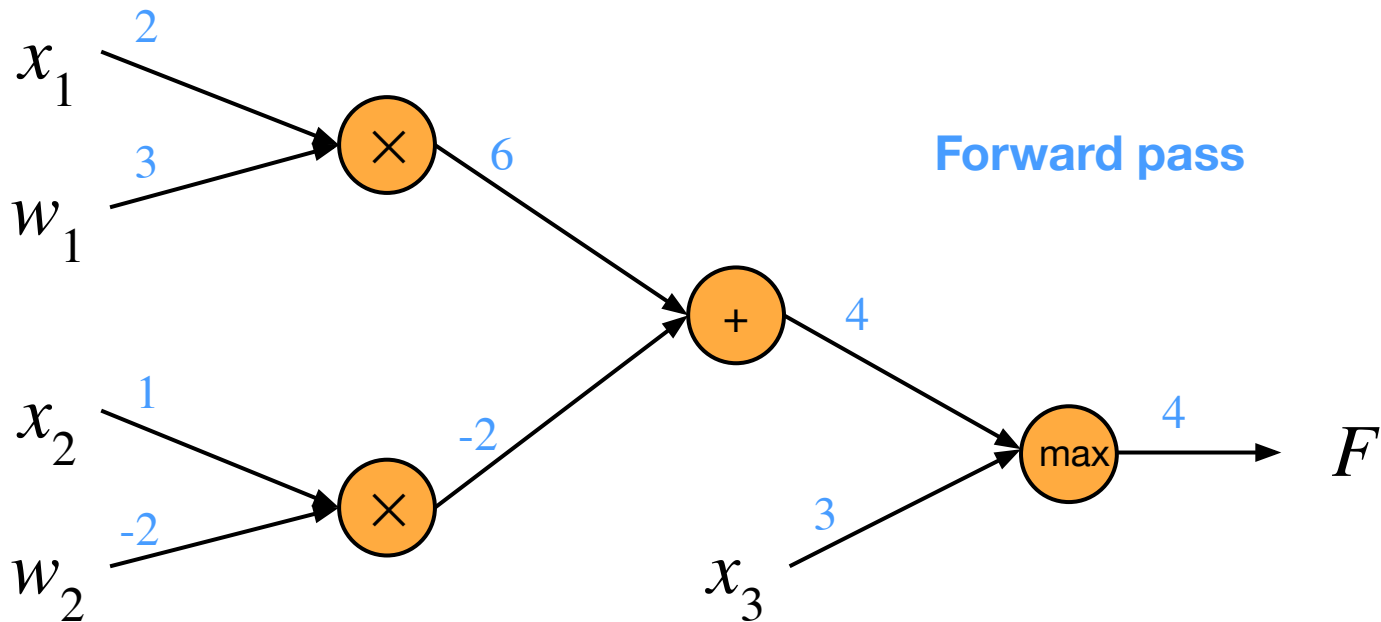 2
x₁
×
3
6
Forward pass
w₁
+
4
1
x₂
-2
4
max
F
×
-2
3
w₂
x₃